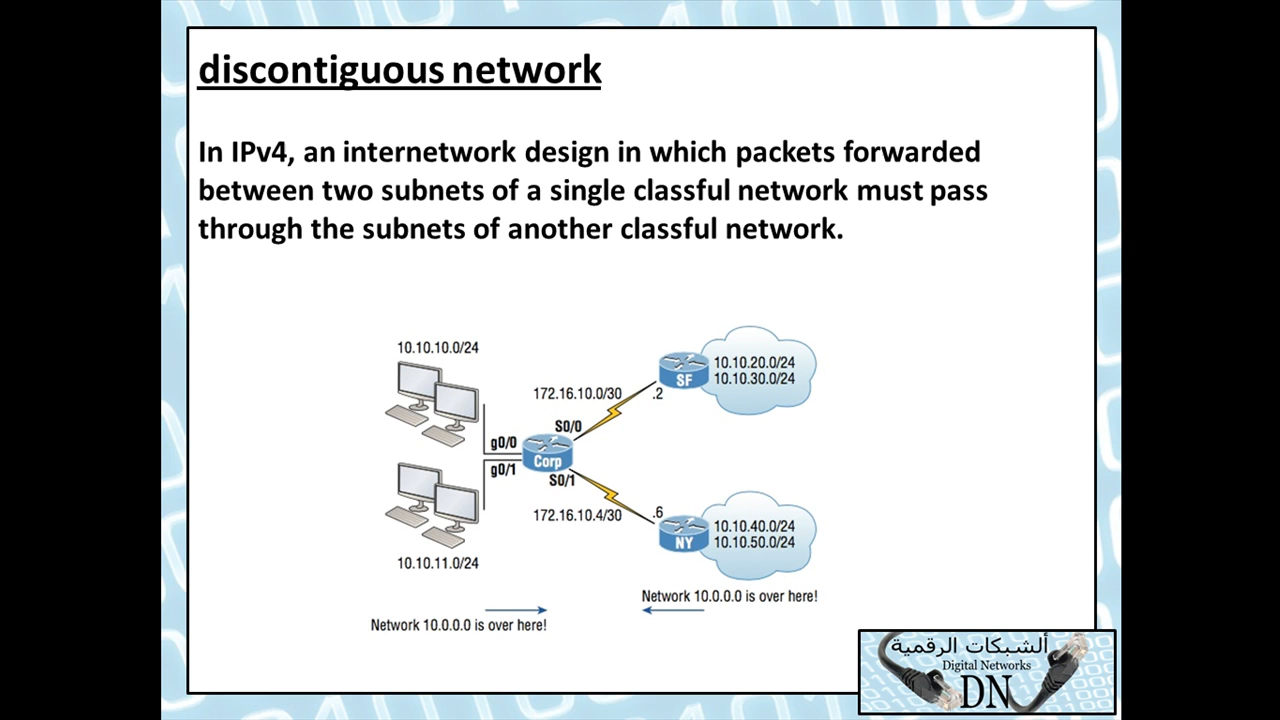 discontiguous network
In IPv4, an internetwork design in which packets forwarded
between two subnets of a single classful network must pass
through the subnets of another classful network.
10.10.10.0/24
10.10.20.0/24
10.10.30.0/24
SF
172.16.10.0/30
.2
S0/0
g0/0
Corp
g0/1
S0/1
172.16.10.4/30
.6
NY
10.10.40.0/24
10.10.50.0/24
10.10.11.0/24
Network 10.0.0.0 is over here!
Network 10.0.0.0 is over here!
ألشبكات الرقمية
Digital Networks
DN